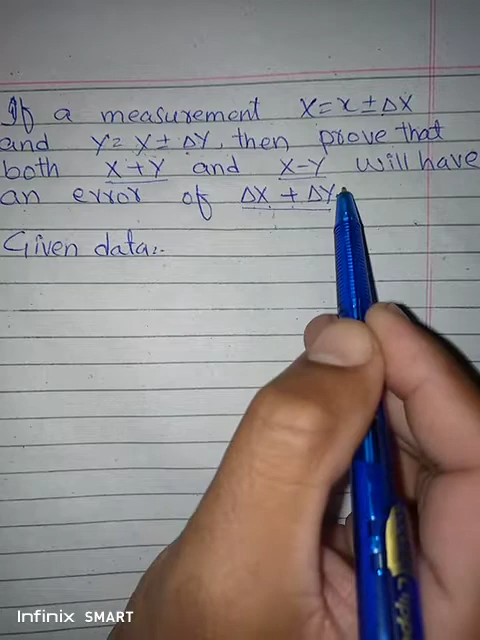 If a measurement X = x ± ΔX
and Y = Y ± ΔY, then prove that
both X + Y and X - Y will have
an error of ΔX + ΔY
Given data:-
Infinix SMART